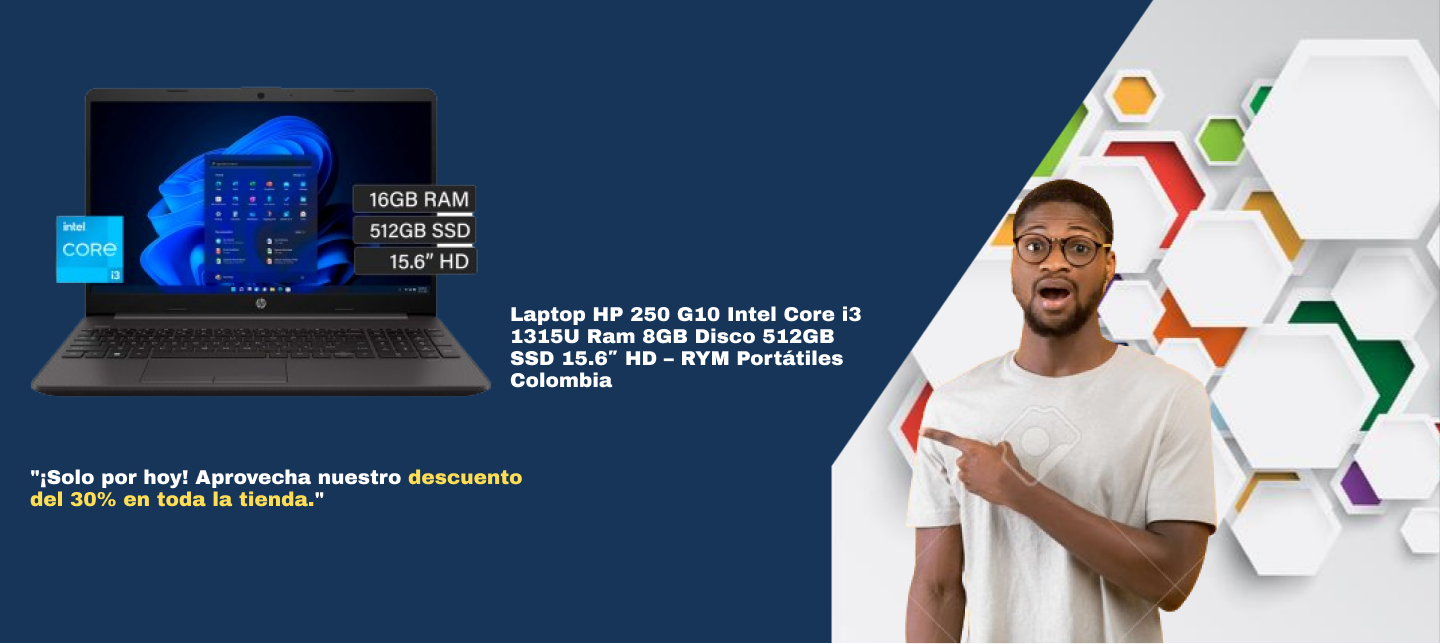 16GB RAM
512GB SSD
15.6" HD
intel
CORE
i3
hp
Laptop HP 250 G10 Intel Core i3
1315U Ram 8GB Disco 512GB
SSD 15.6″ HD – RYM Portátiles
Colombia
"¡Solo por hoy! Aprovecha nuestro descuento
del 30% en toda la tienda."